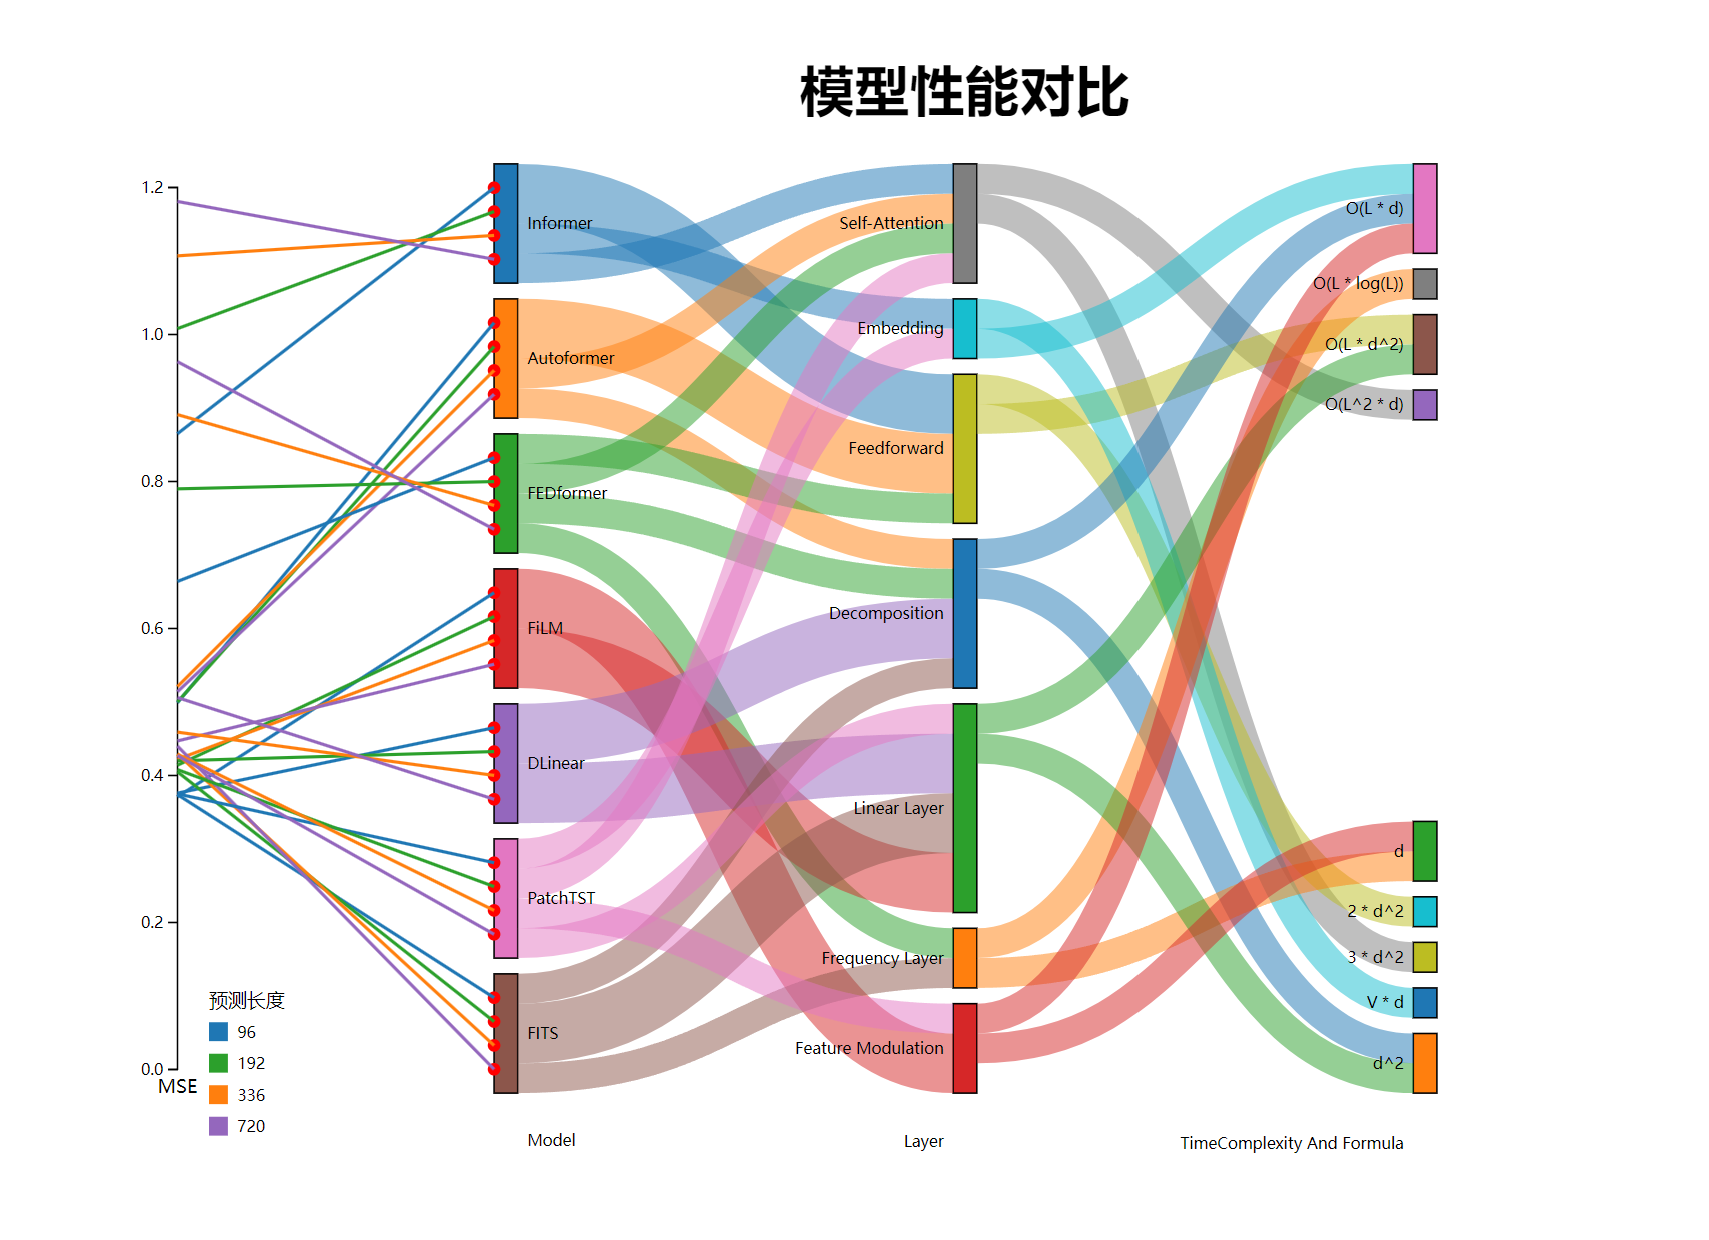 模型性能对比
1.2
1.0
0.8
0.6
0.4
0.2
0.0
MSE
预测长度
96
192
336
720
Informer
Autoformer
FEDformer
FiLM
DLinear
PatchTST
FITS
Model
Self-Attention
Embedding
Feedforward
Decomposition
Linear Layer
Frequency Layer
Feature Modulation
Layer
O(L * d)
O(L * log(L))
O(L * d^2)
O(L^2 * d)
d
2 * d^2
3 * d^2
V * d
d^2
TimeComplexity And Formula